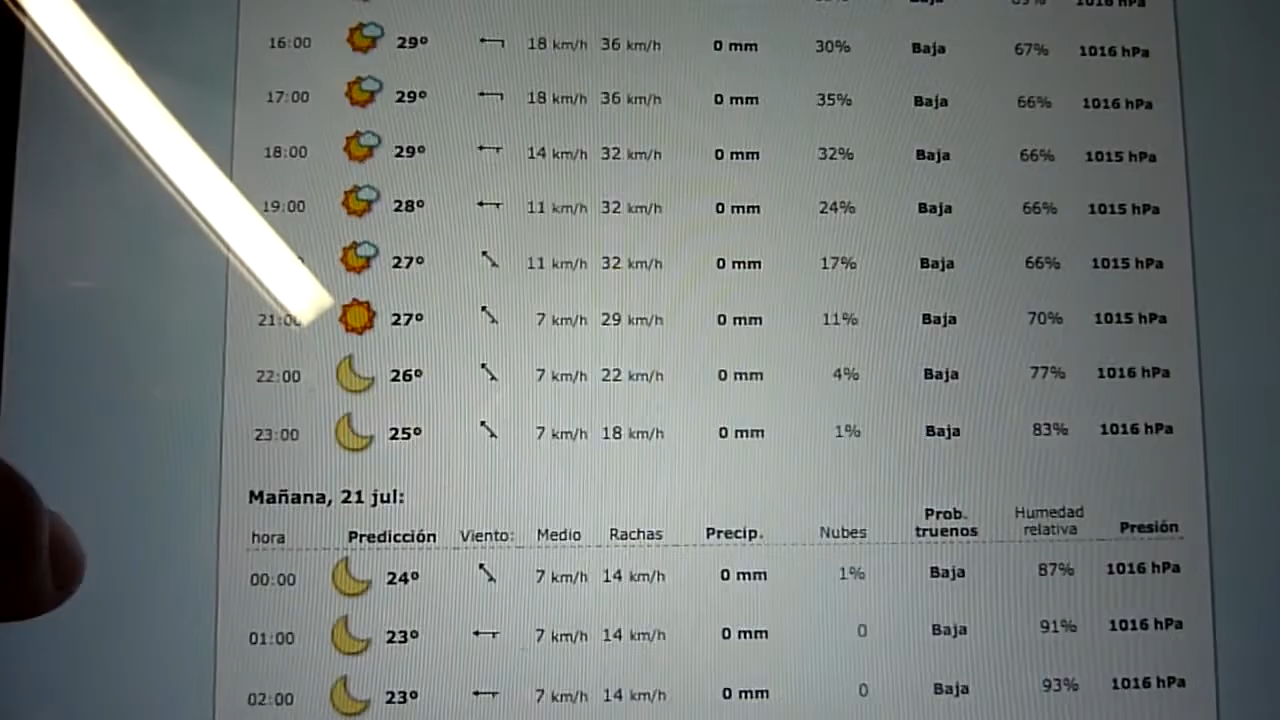 1016 hPa
16:00 29° 18 km/h 36 km/h 0 mm 30% Baja 67% 1016 hPa
17:00 29° 18 km/h 36 km/h 0 mm 35% Baja 66% 1016 hPa
18:00 29° 14 km/h 32 km/h 0 mm 32% Baja 66% 1015 hPa
19:00 28° 11 km/h 32 km/h 0 mm 24% Baja 66% 1015 hPa
27° 11 km/h 32 km/h 0 mm 17% Baja 66% 1015 hPa
21:00 27° 7 km/h 29 km/h 0 mm 11% Baja 70% 1015 hPa
22:00 26° 7 km/h 22 km/h 0 mm 4% Baja 77% 1016 hPa
23:00 25° 7 km/h 18 km/h 0 mm 1% Baja 83% 1016 hPa
Mañana, 21 jul:
hora Predicción Viento: Medio Rachas Precip. Nubes Prob. truenos Humedad relativa Presión
00:00 24° 7 km/h 14 km/h 0 mm 1% Baja 87% 1016 hPa
01:00 23° 7 km/h 14 km/h 0 mm 0 Baja 91% 1016 hPa
02:00 23° 7 km/h 14 km/h 0 mm 0 Baja 93% 1016 hPa